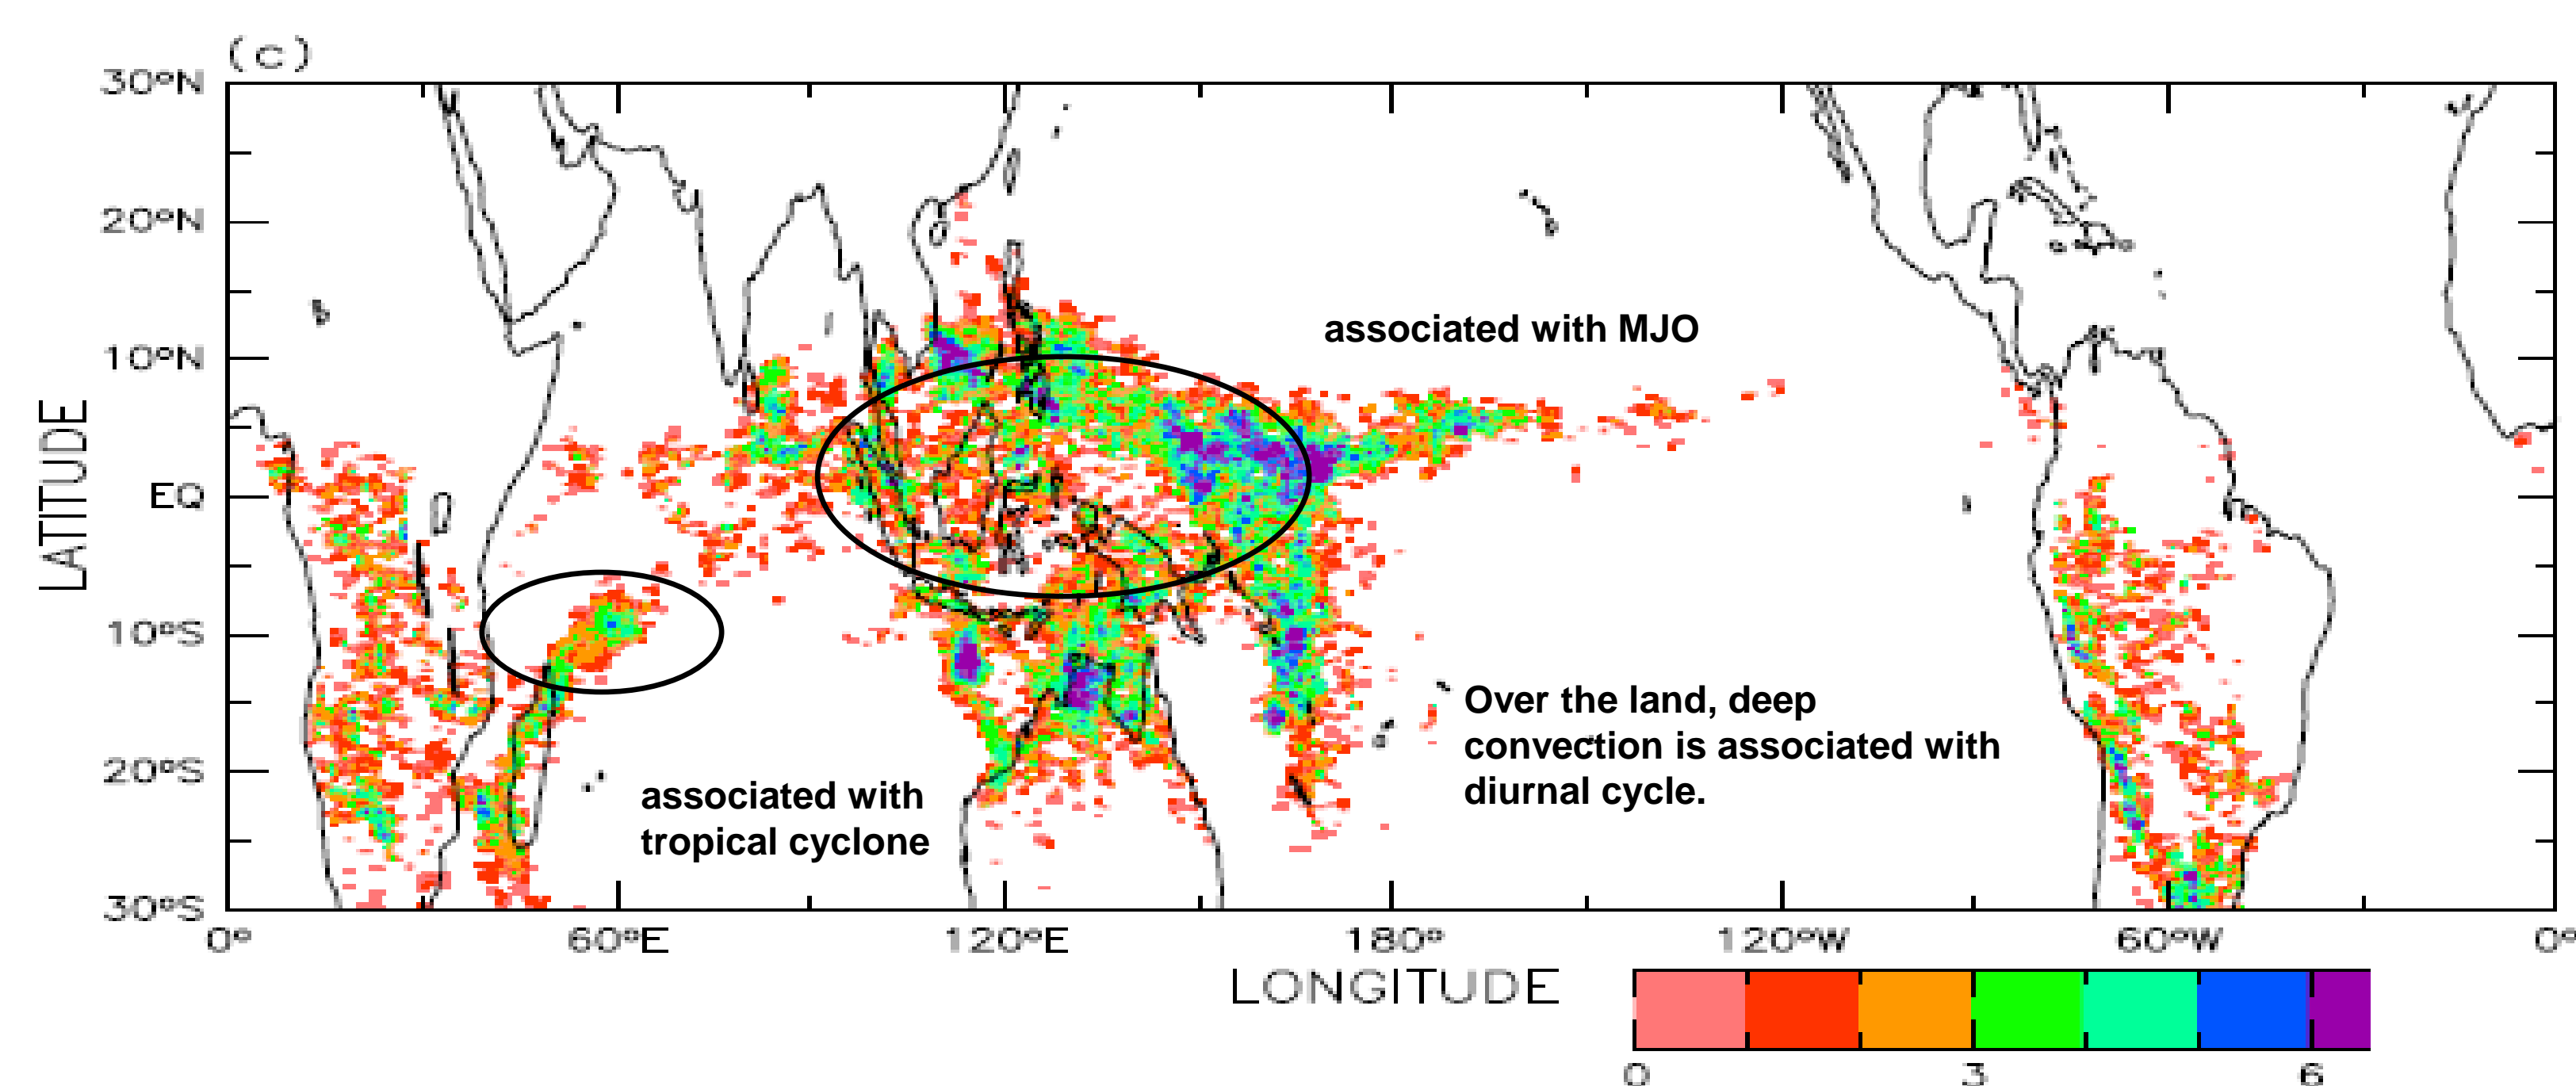 (c)
30°N
20°N
10°N
EQ
10°S
20°S
30°S
LATITUDE
associated with MJO
associated with
tropical cyclone
Over the land, deep
convection is associated with
diurnal cycle.
0° 60°E 120°E 180° 120°W 60°W 0°
LONGITUDE
0 3 6